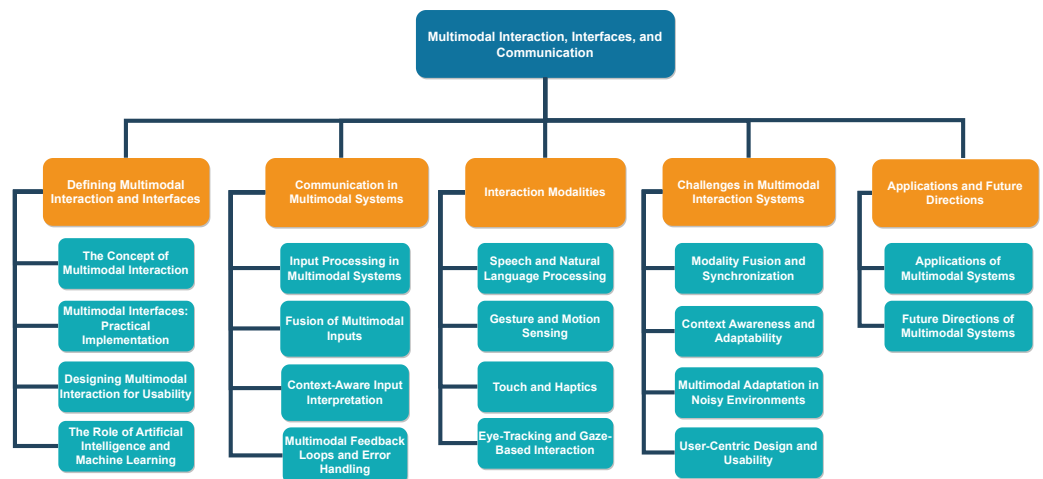 Multimodal Interaction, Interfaces, and
Communication
Defining Multimodal
Interaction and Interfaces
The Concept of
Multimodal Interaction
Multimodal Interfaces:
Practical
Implementation
Designing Multimodal
Interaction for Usability
The Role of Artificial
Intelligence and
Machine Learning
Communication in
Multimodal Systems
Input Processing in
Multimodal Systems
Fusion of Multimodal
Inputs
Context-Aware Input
Interpretation
Multimodal Feedback
Loops and Error
Handling
Interaction Modalities
Speech and Natural
Language Processing
Gesture and Motion
Sensing
Touch and Haptics
Eye-Tracking and Gaze-
Based Interaction
Challenges in Multimodal
Interaction Systems
Modality Fusion and
Synchronization
Context Awareness and
Adaptability
Multimodal Adaptation in
Noisy Environments
User-Centric Design and
Usability
Applications and Future
Directions
Applications of
Multimodal Systems
Future Directions of
Multimodal Systems